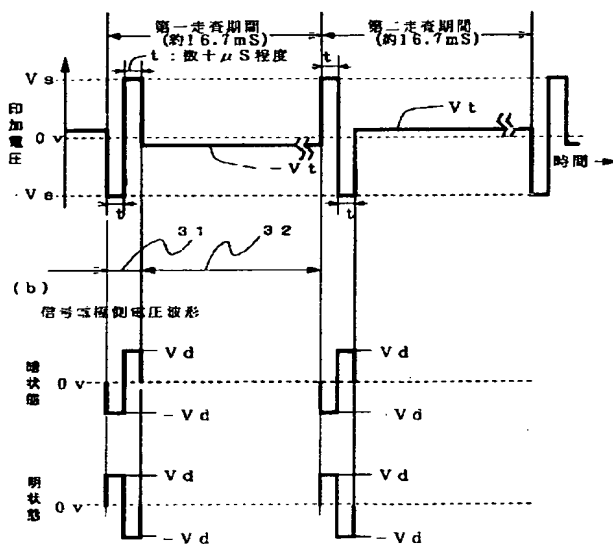 第一走査期間
(約16.7mS)
第二走査期間
(約16.7mS)
t:数十μS程度
t
Vs
印加電圧
0v
Vs
Vt
−Vt
時間
t
t
31
32
(b)
信号電極側電圧波形
暗状態
0v
Vd
−Vd
Vd
−Vd
明状態
0v
Vd
−Vd
Vd
−Vd